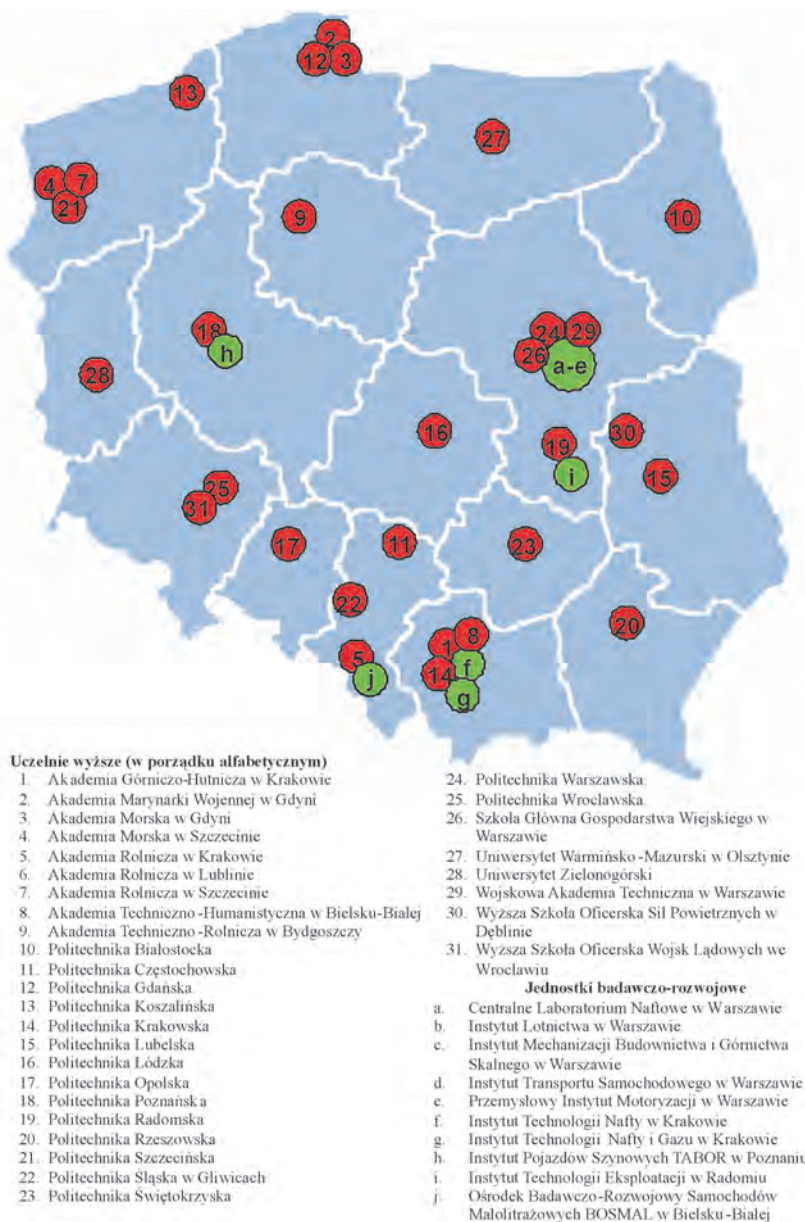 2
12
3
13
27
4
7
21
9
10
18
h
24
29
26
a-e
28
16
19
i
30
15
25
31
17
11
23
22
20
5
j
1
8
14
f
g
Uczelnie wyższe (w porządku alfabetycznym)
1. Akademia Górniczo-Hutnicza w Krakowie
2. Akademia Marynarki Wojennej w Gdyni
3. Akademia Morska w Gdyni
4. Akademia Morska w Szczecinie
5. Akademia Rolnicza w Krakowie
6. Akademia Rolnicza w Lublinie
7. Akademia Rolnicza w Szczecinie
8. Akademia Techniczno-Humanistyczna w Bielsku-Bialej
9. Akademia Techniczno-Rolnicza w Bydgoszczy
10. Politechnika Bialostocka
11. Politechnika Częstochowska
12. Politechnika Gdańska
13. Politechnika Koszalińska
14. Politechnika Krakowska
15. Politechnika Lubelska
16. Politechnika Łódzka
17. Politechnika Opolska
18. Politechnika Poznańska
19. Politechnika Radomska
20. Politechnika Rzeszowska
21. Politechnika Szczecińska
22. Politechnika Śląska w Gliwicach
23. Politechnika Świętokrzyska
24. Politechnika Warszawska
25. Politechnika Wroclawska
26. Szkoła Główna Gospodarstwa Wiejskiego w
Warszawie
27. Uniwersytet Warmińsko-Mazurski w Olsztynie
28. Uniwersytet Zielonogórski
29. Wojskowa Akademia Techniczna w Warszawie
30. Wyższa Szkoła Oficerska Sil Powietrznych w
Dęblinie
31. Wyższa Szkoła Oficerska Wojsk Lądowych we
Wroclawiu
Jednostki badawczo-rozwojowe
a. Centralne Laboratorium Naftowe w Warszawie
b. Instytut Lotnictwa w Warszawie
c. Instytut Mechanizacji Budownictwa i Górnictwa
Skalnego w Warszawie
d. Instytut Transportu Samochodowego w Warszawie
e. Przemysłowy Instytut Motoryzacji w Warszawie
f. Instytut Technologii Nafty w Krakowie
g. Instytut Technologii Nafty i Gazu w Krakowie
h. Instytut Pojazdów Szynowych TABOR w Poznaniu
i. Instytut Technologii Eksploatacji w Radomiu
j. Ośrodek Badawczo-Rozwojowy Samochodów
Małolitrażowych BOSMAL w Bielsku-Bialej